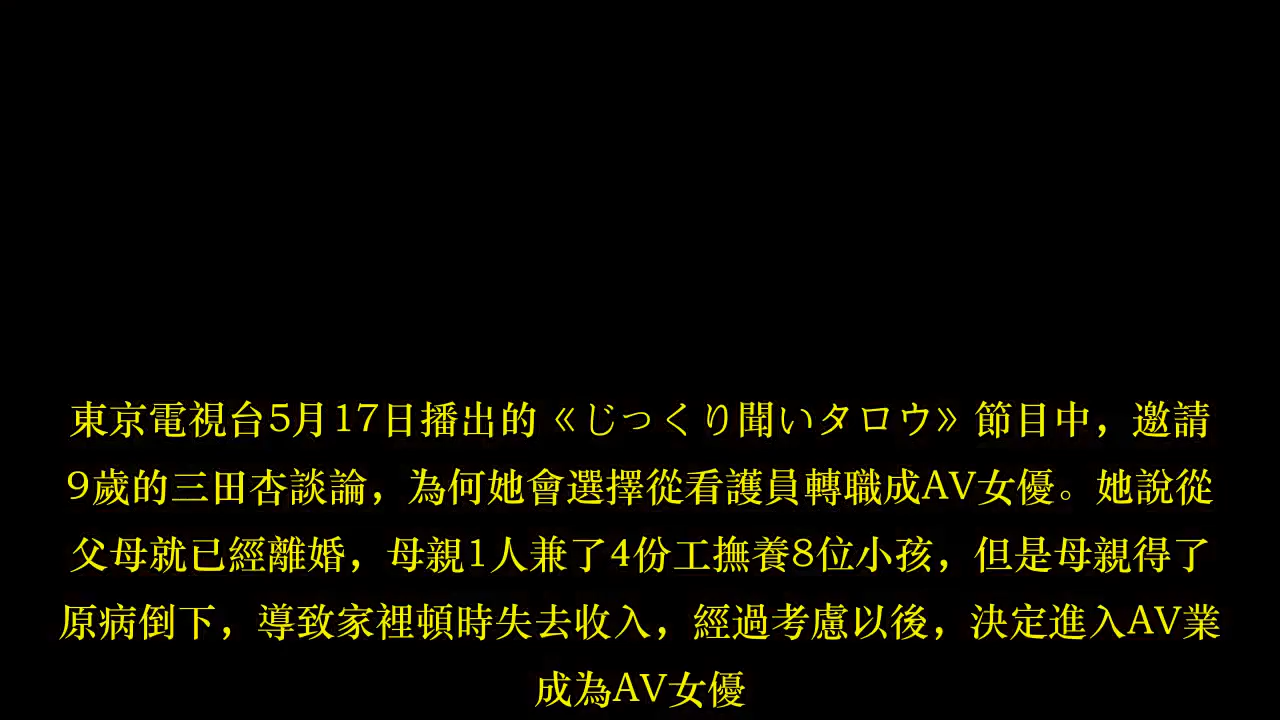 東京電視台5月17日播出的《じっくり聞いタロウ》節目中，邀請
9歲的三田杏談論，為何她會選擇從看護員轉職成AV女優。她說從
父母就已經離婚，母親1人兼了4份工撫養8位小孩，但是母親得了
原病倒下，導致家裡頓時失去收入，經過考慮以後，決定進入AV業
成為AV女優